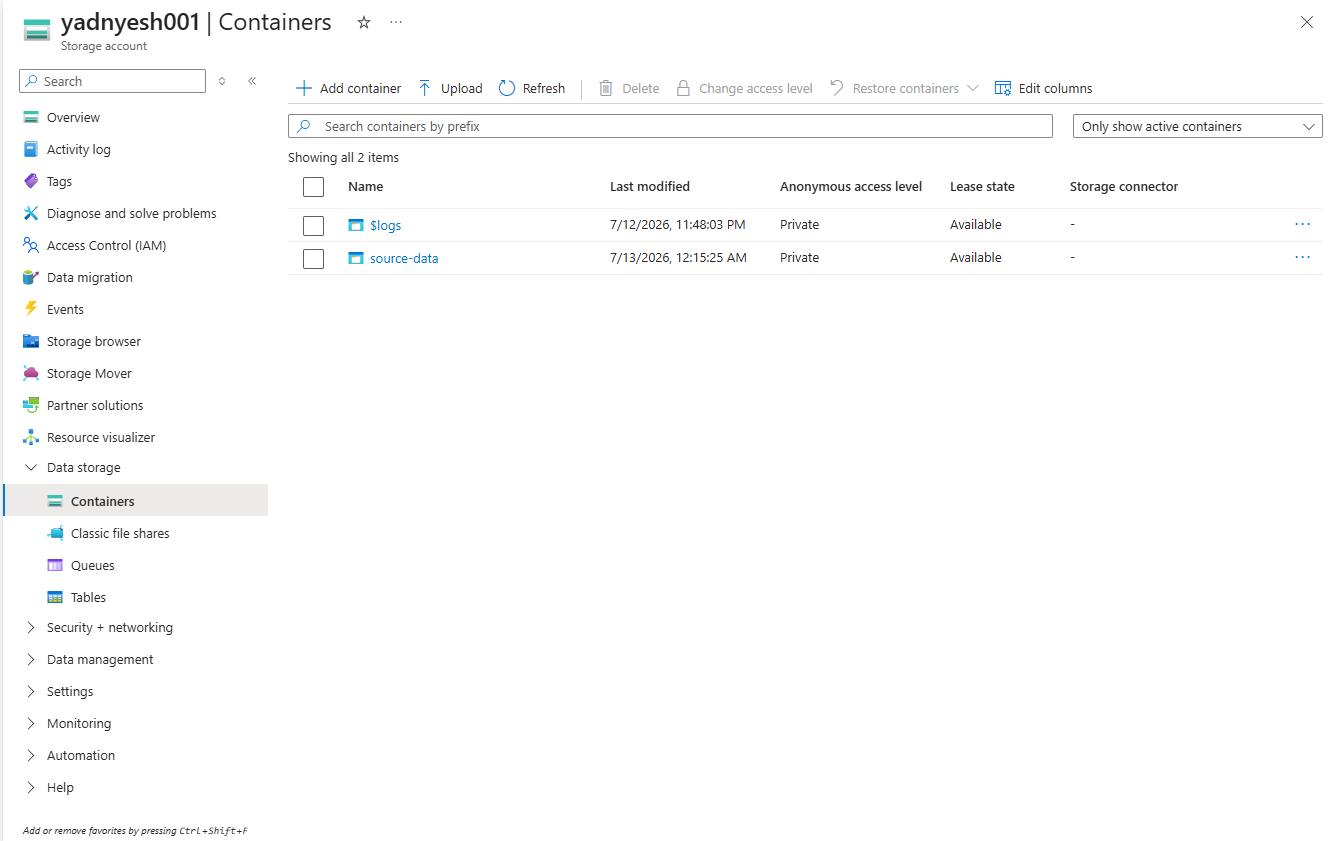 yadnyesh001 | Containers ☆ ···
Storage account
Search
Add container Upload Refresh Delete Change access level Restore containers Edit columns
Search containers by prefix Only show active containers
Showing all 2 items
Name Last modified Anonymous access level Lease state Storage connector
$logs 7/12/2026, 11:48:03 PM Private Available - ···
source-data 7/13/2026, 12:15:25 AM Private Available - ···
Overview
Activity log
Tags
Diagnose and solve problems
Access Control (IAM)
Data migration
Events
Storage browser
Storage Mover
Partner solutions
Resource visualizer
Data storage
Containers
Classic file shares
Queues
Tables
Security + networking
Data management
Settings
Monitoring
Automation
Help
Add or remove favorites by pressing Ctrl+Shift+F